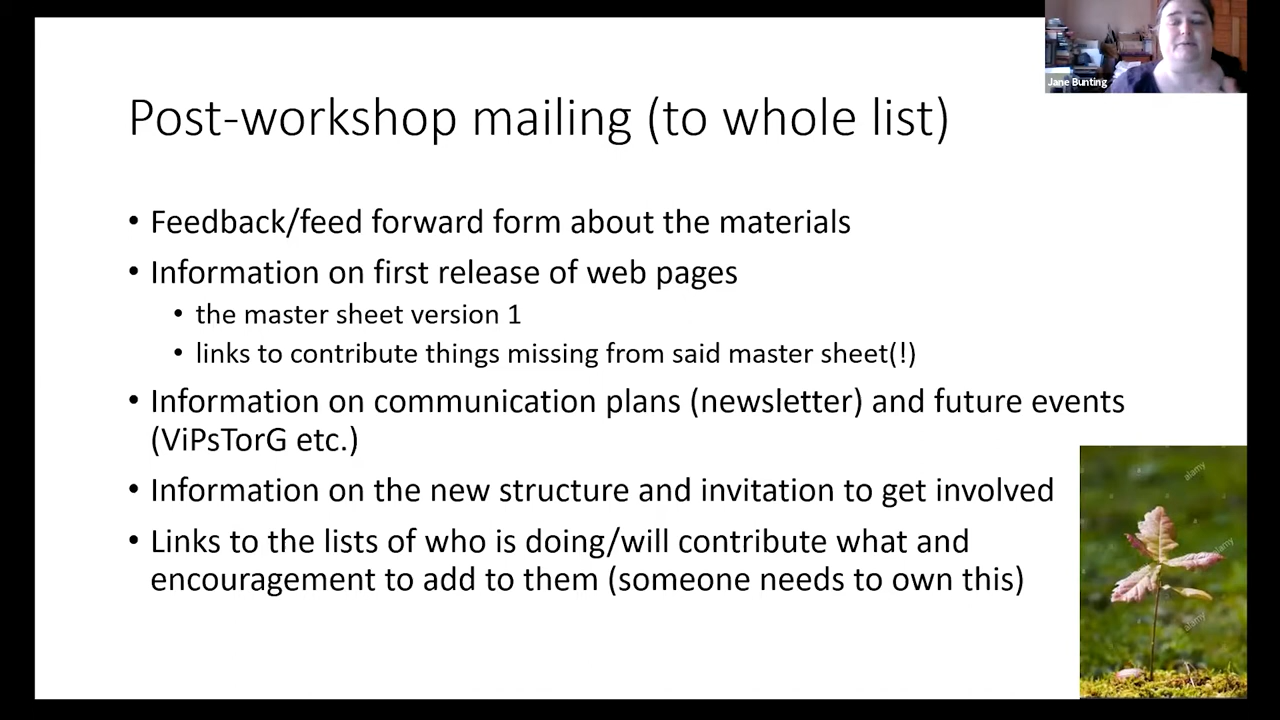 Jane Bunting
Post-workshop mailing (to whole list)
• Feedback/feed forward form about the materials
• Information on first release of web pages
• the master sheet version 1
• links to contribute things missing from said master sheet(!)
• Information on communication plans (newsletter) and future events
(ViPsTorG etc.)
• Information on the new structure and invitation to get involved
• Links to the lists of who is doing/will contribute what and
encouragement to add to them (someone needs to own this)
alamy
alamy
alamy